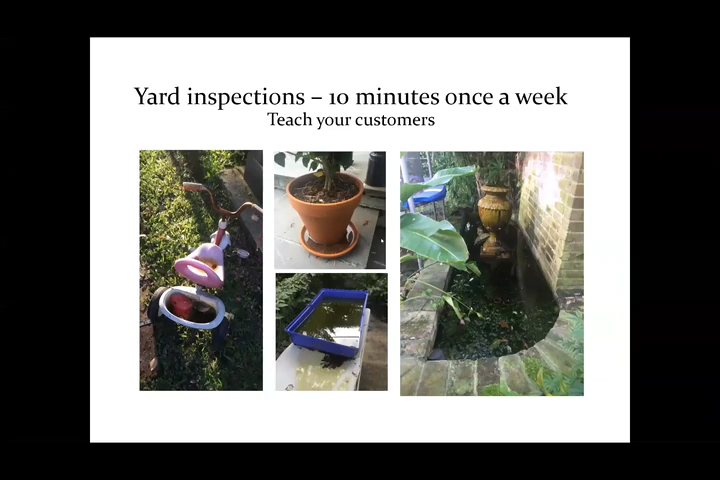 Yard inspections – 10 minutes once a week
Teach your customers